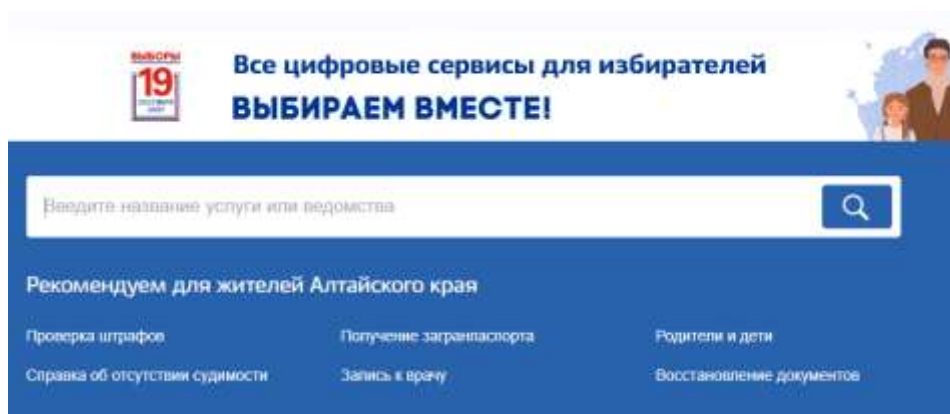 ВЫБОРЫ
Все цифровые сервисы для избирателей
19
ВЫБИРАЕМ ВМЕСТЕ!
Введите название услуги или ведомства
Рекомендуем для жителей Алтайского края
Проверка штрафов
Получение загранпаспорта
Родители и дети
Справка об отсутствии судимости
Запись к врачу
Восстановление документов